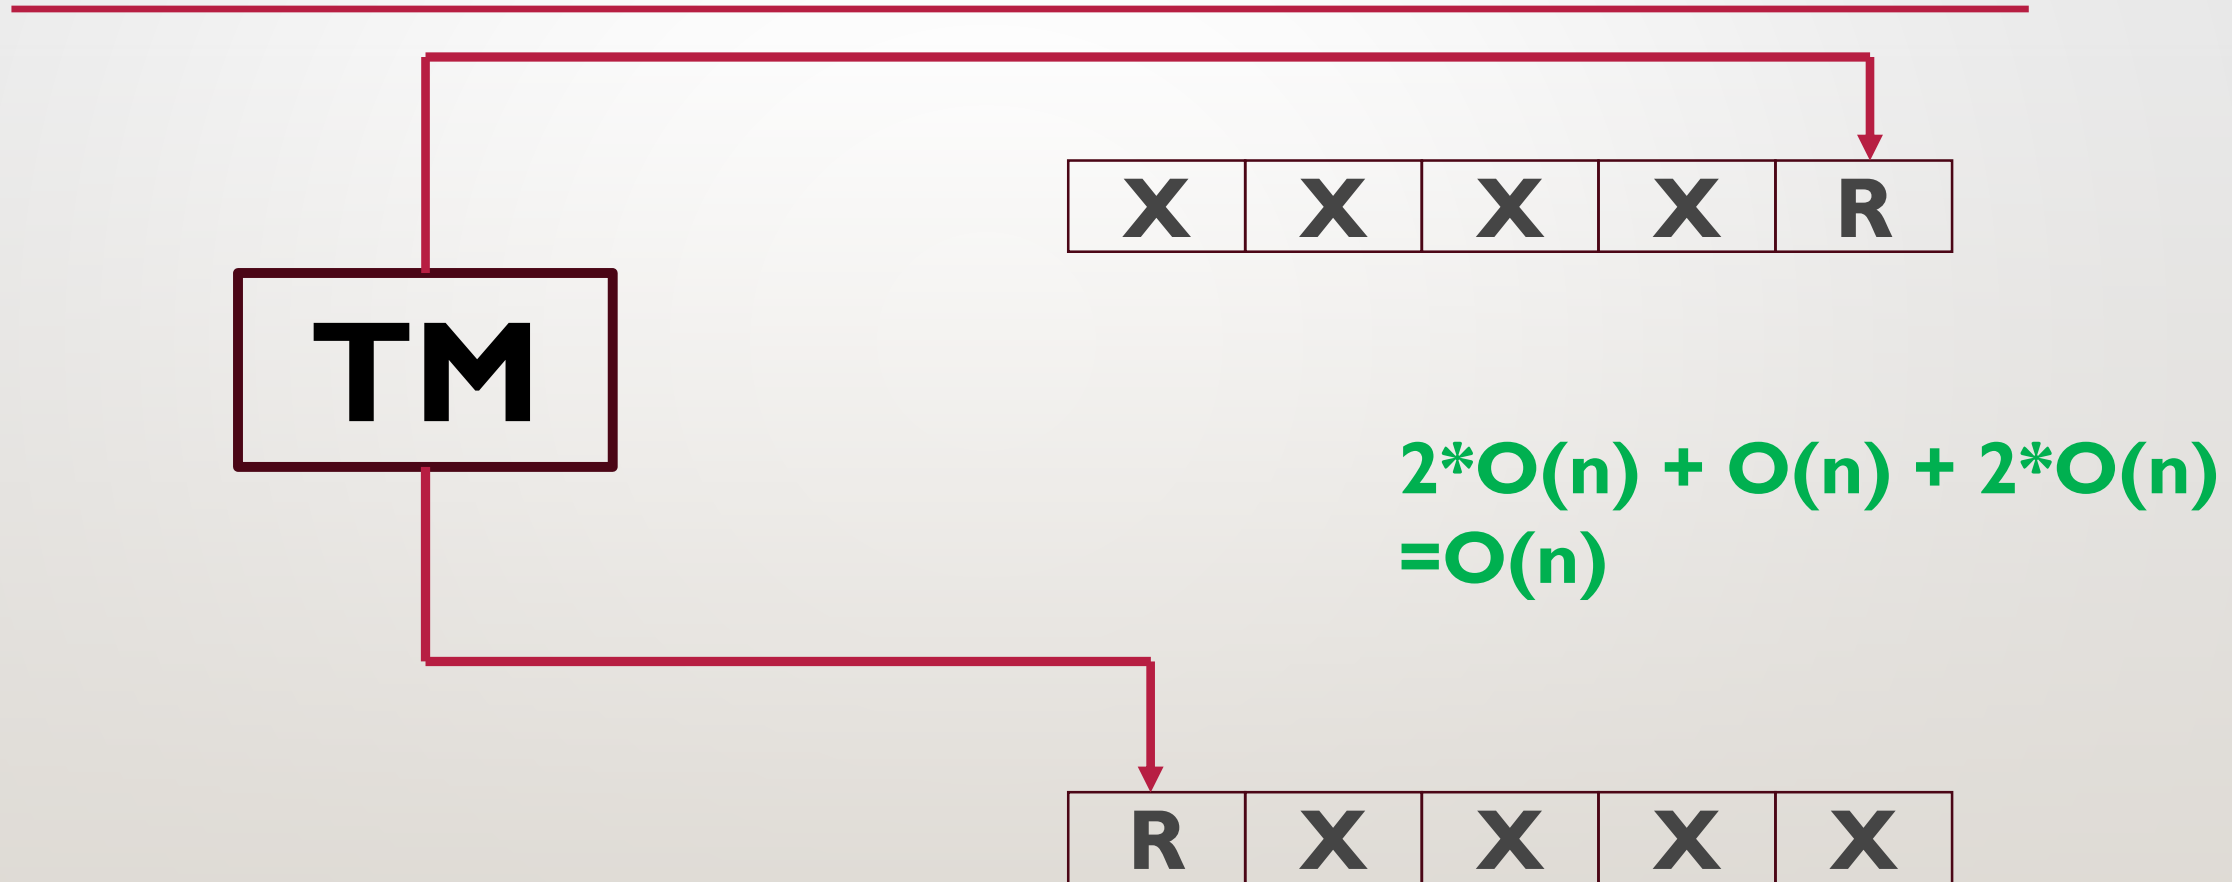 X X X X R
TM
2*O(n) + O(n) + 2*O(n)
=O(n)
R X X X X